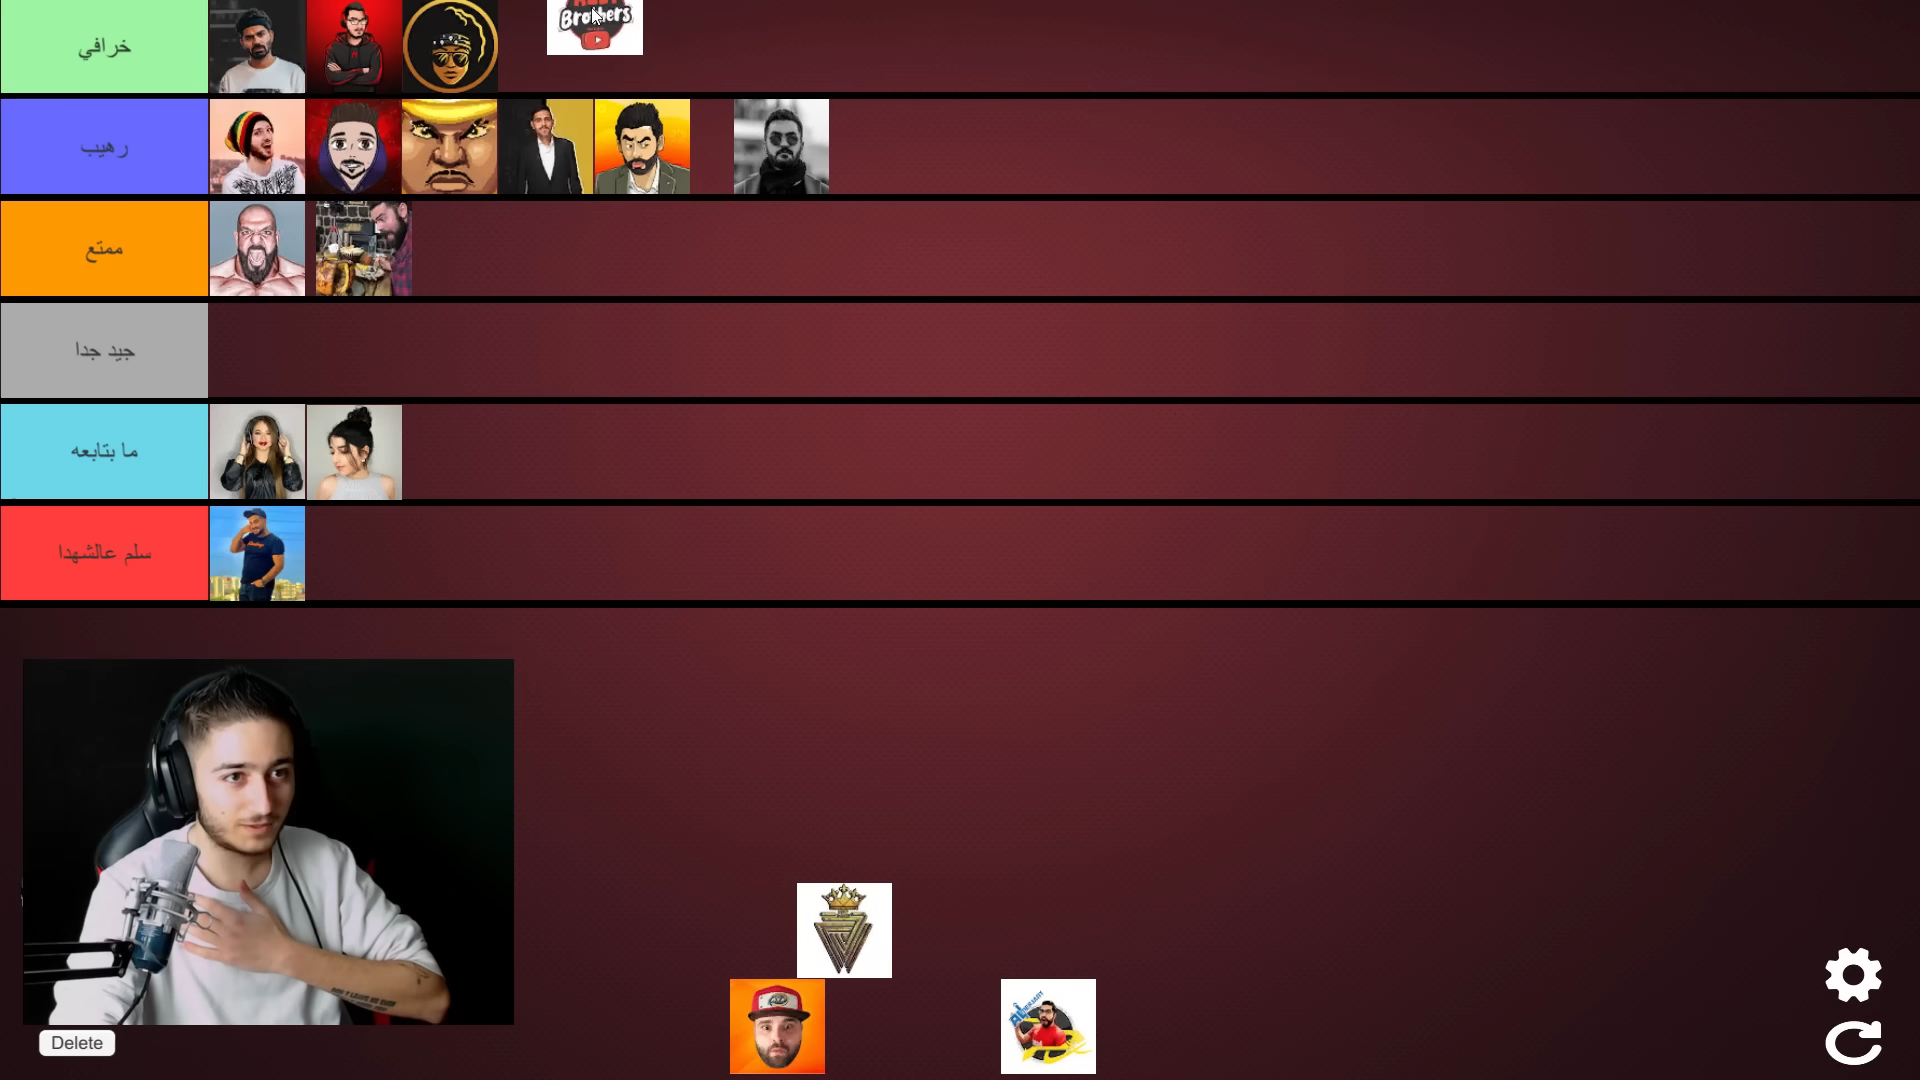 خرافي
Brothers
رهيب
ممتع
جيد جدا
ما بتابعه
سلم عالشهدا
Delete